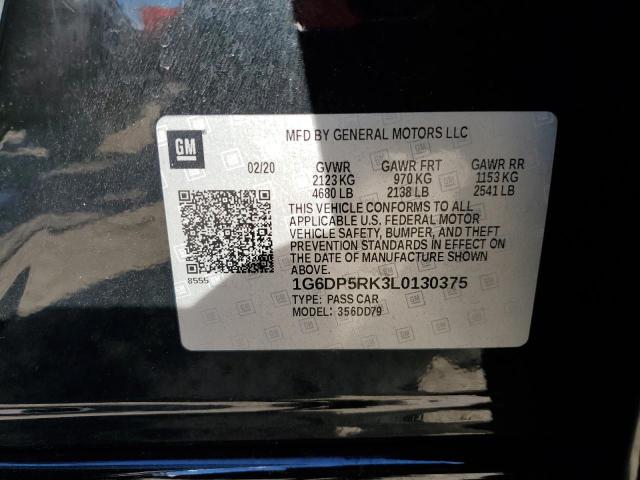 GM
MFD BY GENERAL MOTORS LLC
02/20 GVWR GAWR FRT GAWR RR
2123 KG 970 KG 1153 KG
4680 LB 2138 LB 2541 LB
THIS VEHICLE CONFORMS TO ALL
APPLICABLE U.S. FEDERAL MOTOR
VEHICLE SAFETY, BUMPER, AND THEFT
PREVENTION STANDARDS IN EFFECT ON
THE DATE OF MANUFACTURE SHOWN
ABOVE.
8555
1G6DP5RK3L0130375
TYPE: PASS CAR
MODEL: 356DD79